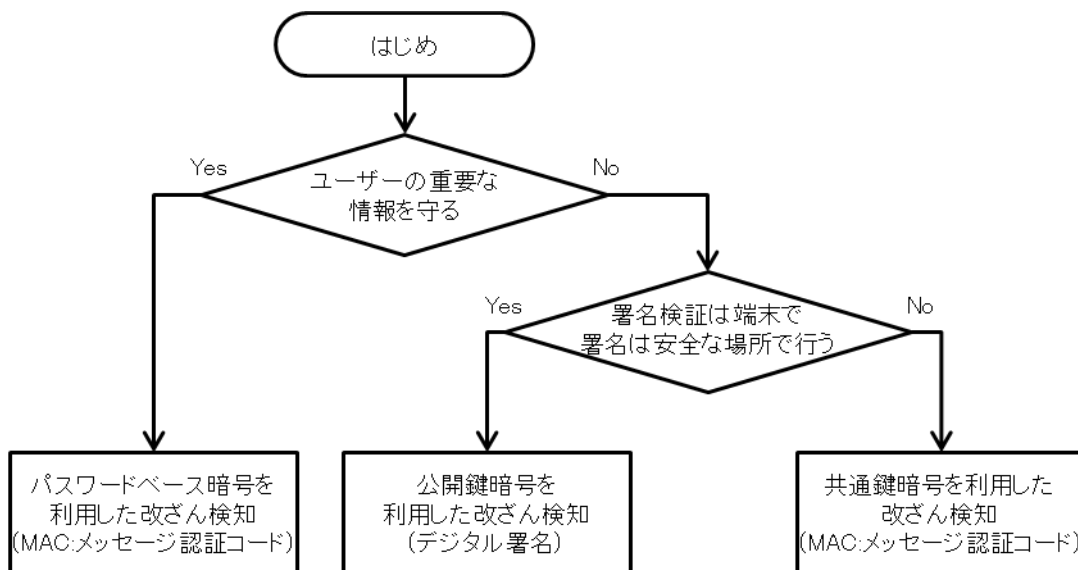 はじめ
Yes
No
ユーザーの重要な
情報を守る
Yes
No
署名検証は端末で
署名は安全な場所で行う
パスワードベース暗号を
利用した改ざん検知
(MAC:メッセージ認証コード)
公開鍵暗号を
利用した改ざん検知
(デジタル署名)
共通鍵暗号を利用した
改ざん検知
(MAC:メッセージ認証コード)